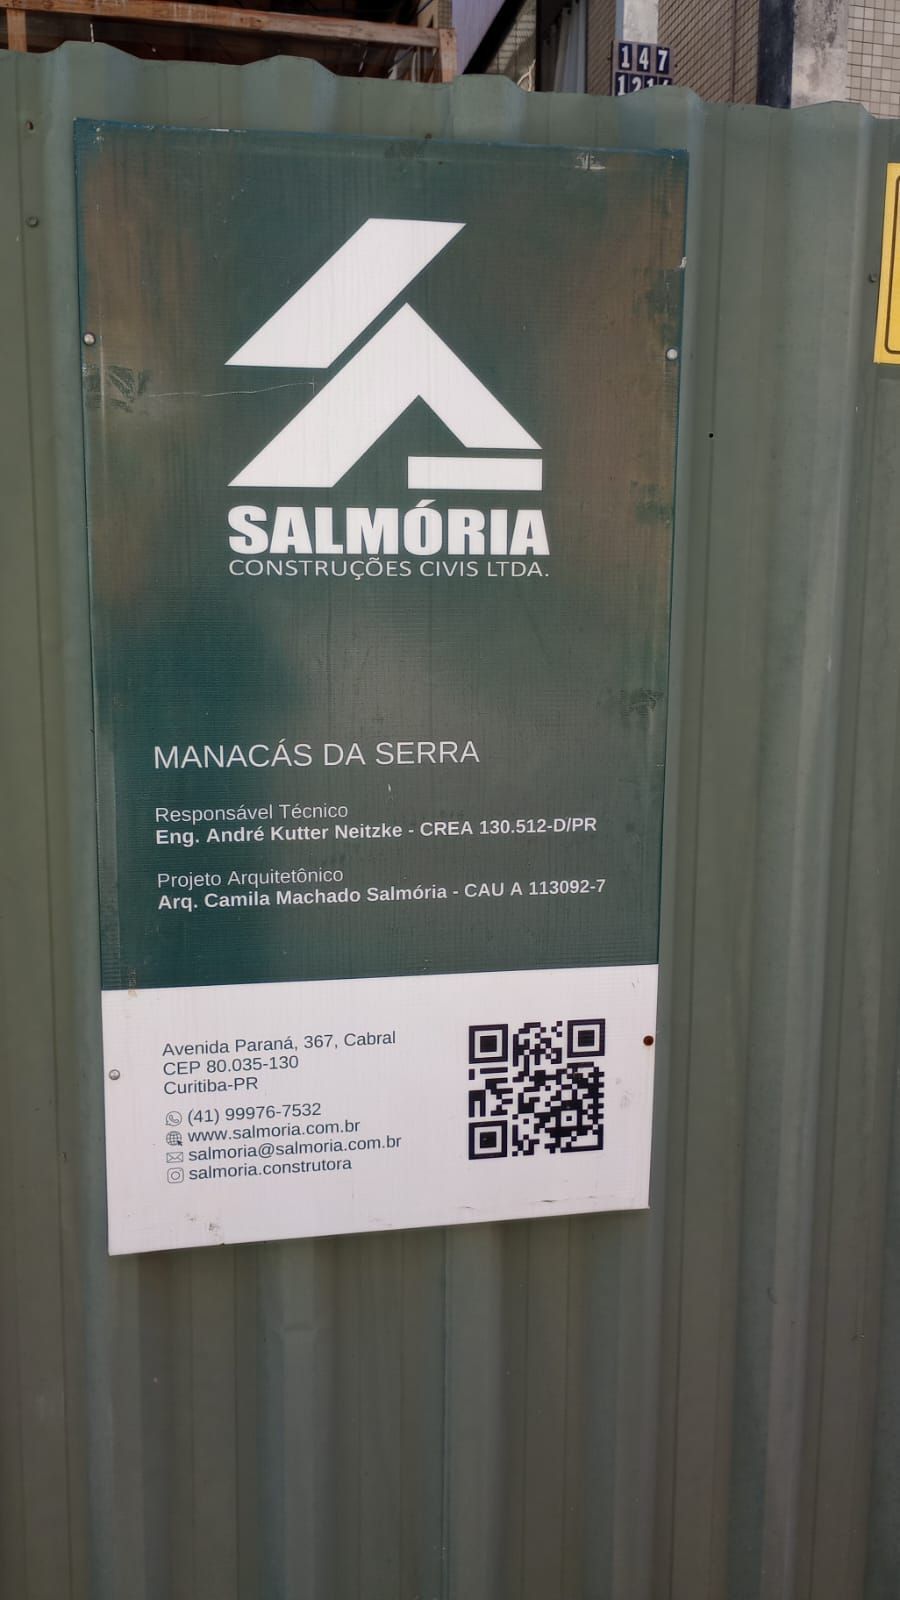 147
SALMÓRIA
CONSTRUÇÕES CIVIS LTDA.
MANACÁS DA SERRA
Responsável Técnico
Eng. André Kutter Neitzke - CREA 130.512-D/PR
Projeto Arquitetônico
Arq. Camila Machado Salmória - CAU A 113092-7
Avenida Paraná, 367, Cabral
CEP 80.035-130
Curitiba-PR
(41) 99976-7532
www.salmoria.com.br
salmoria@salmoria.com.br
salmoria.construtora